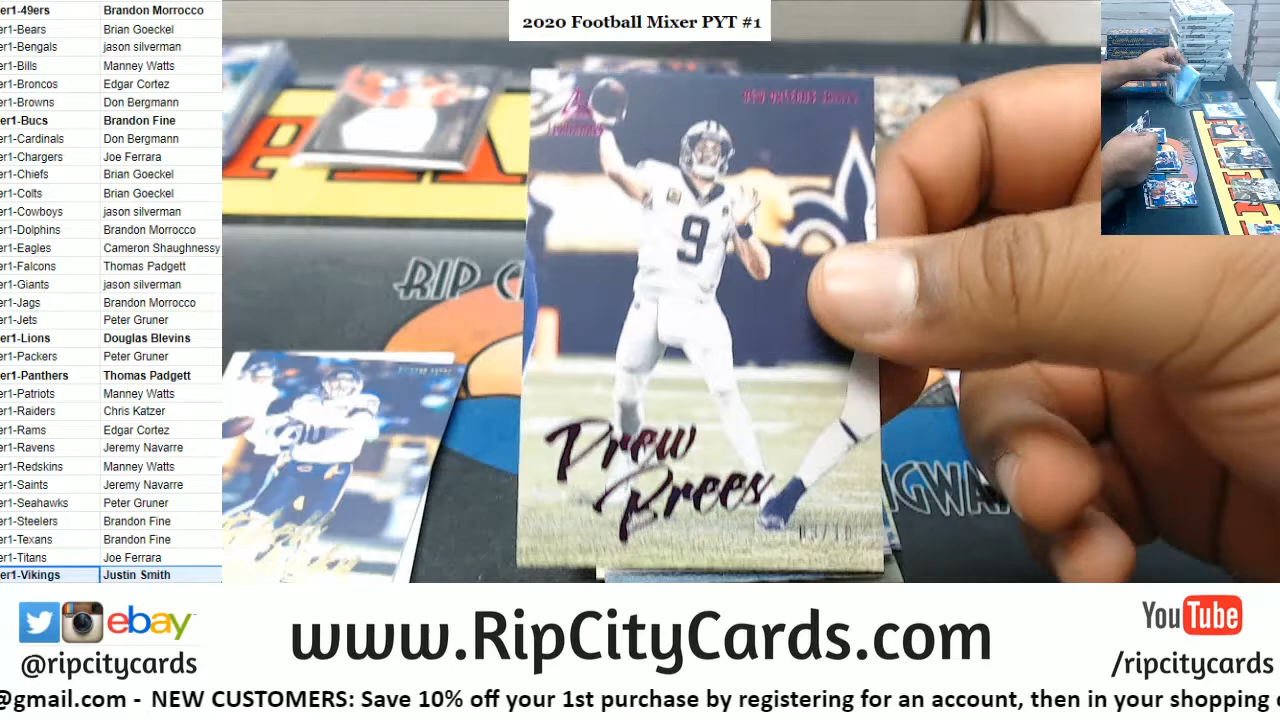 2020 Football Mixer PYT #1
er1-49ers Brandon Morrocco
er1-Bears Brian Goeckel
er1-Bengals jason silverman
er1-Bills Manney Watts
er1-Broncos Edgar Cortez
er1-Browns Don Bergmann
er1-Bucs Brandon Fine
er1-Cardinals Don Bergmann
er1-Chargers Joe Ferrara
er1-Chiefs Brian Goeckel
er1-Colts Brian Goeckel
er1-Cowboys jason silverman
er1-Dolphins Brandon Morrocco
er1-Eagles Cameron Shaughnessy
er1-Falcons Thomas Padgett
er1-Giants jason silverman
er1-Jags Brandon Morrocco
er1-Jets Peter Gruner
er1-Lions Douglas Blevins
er1-Packers Peter Gruner
er1-Panthers Thomas Padgett
er1-Patriots Manney Watts
er1-Raiders Chris Katzer
er1-Rams Edgar Cortez
er1-Ravens Jeremy Navarre
er1-Redskins Manney Watts
er1-Saints Jeremy Navarre
er1-Seahawks Peter Gruner
er1-Steelers Brandon Fine
er1-Texans Brandon Fine
er1-Titans Joe Ferrara
er1-Vikings Justin Smith
NEW ORLEANS SAINTS
9
Drew
Brees
RIP C
INGWA
ebay
@ripcitycards
www.RipCityCards.com
YouTube
/ripcitycards
@gmail.com - NEW CUSTOMERS: Save 10% off your 1st purchase by registering for an account, then in your shopping